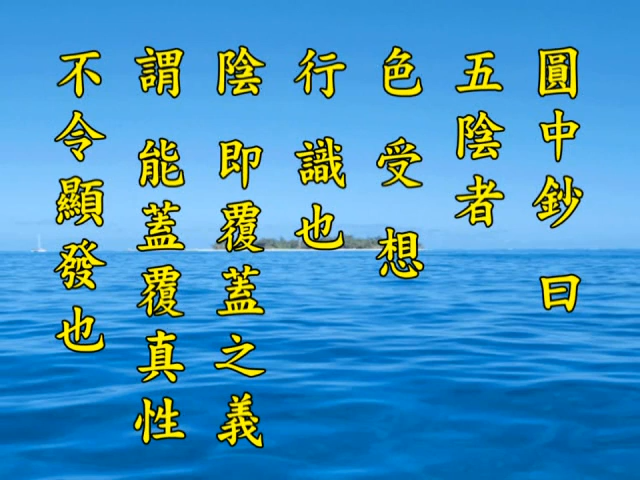 圓中鈔 曰
五陰者
色 受 想
行 識也
陰 即覆蓋之義
謂 能蓋覆真性
不令顯發也